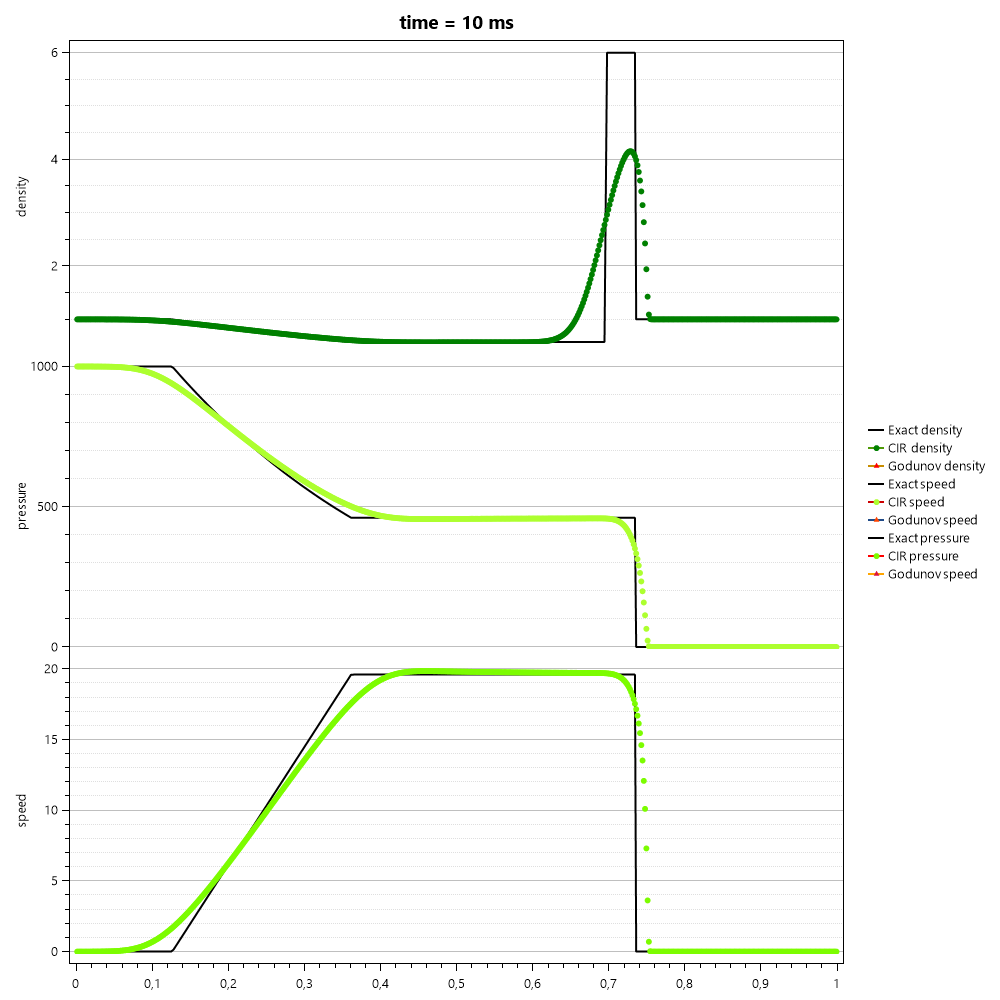 time = 10 ms
6
4
2
density
1000
500
0
pressure
20
15
10
5
0
speed
0
0,1
0,2
0,3
0,4
0,5
0,6
0,7
0,8
0,9
1
Exact density
CIR density
Godunov density
Exact speed
CIR speed
Godunov speed
Exact pressure
CIR pressure
Godunov speed